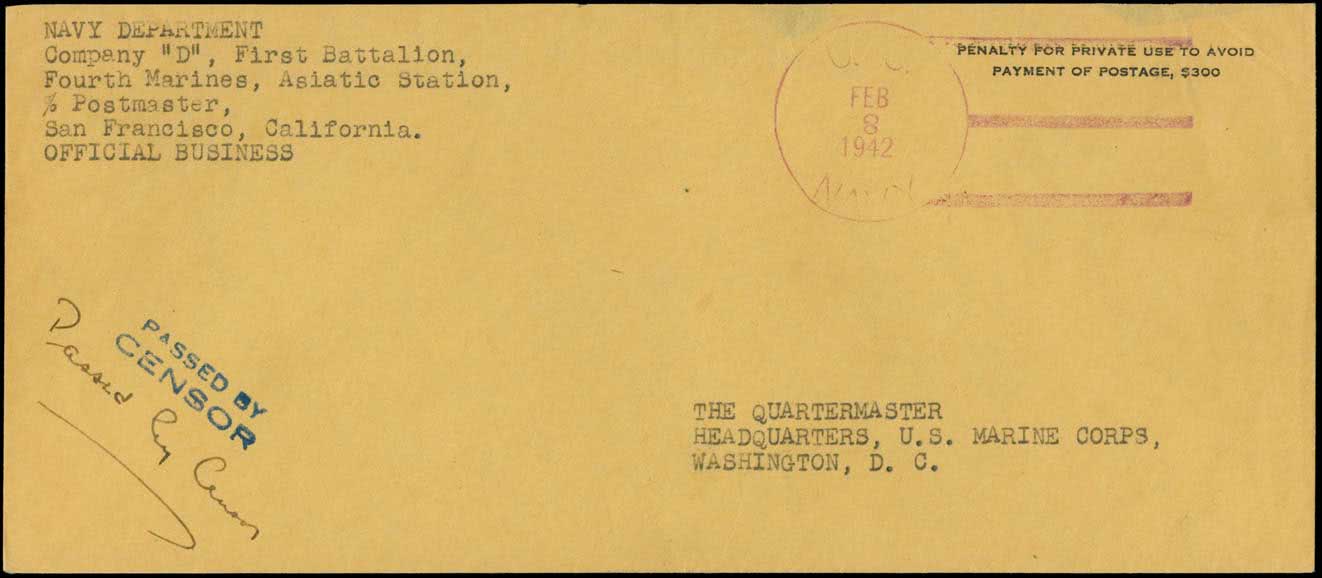 NAVY DEPARTMENT
Company "D", First Battalion,
Fourth Marines, Asiatic Station,
℅ Postmaster,
San Francisco, California.
OFFICIAL BUSINESS
PENALTY FOR PRIVATE USE TO AVOID
PAYMENT OF POSTAGE, $300
FEB
8
1942
PASSED BY
CENSOR
Passed by Censor
THE QUARTERMASTER
HEADQUARTERS, U.S. MARINE CORPS,
WASHINGTON, D. C.